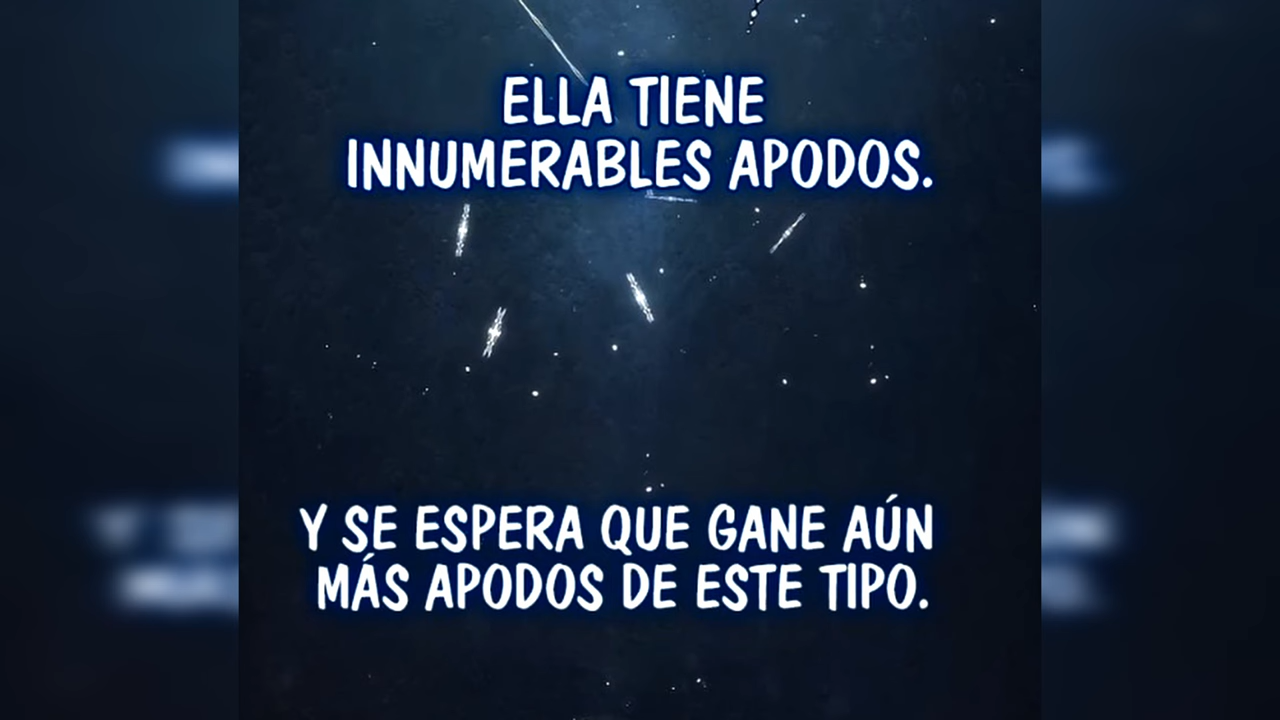 ELLA TIENE
INNUMERABLES APODOS.
Y SE ESPERA QUE GANE AÚN
MÁS APODOS DE ESTE TIPO.